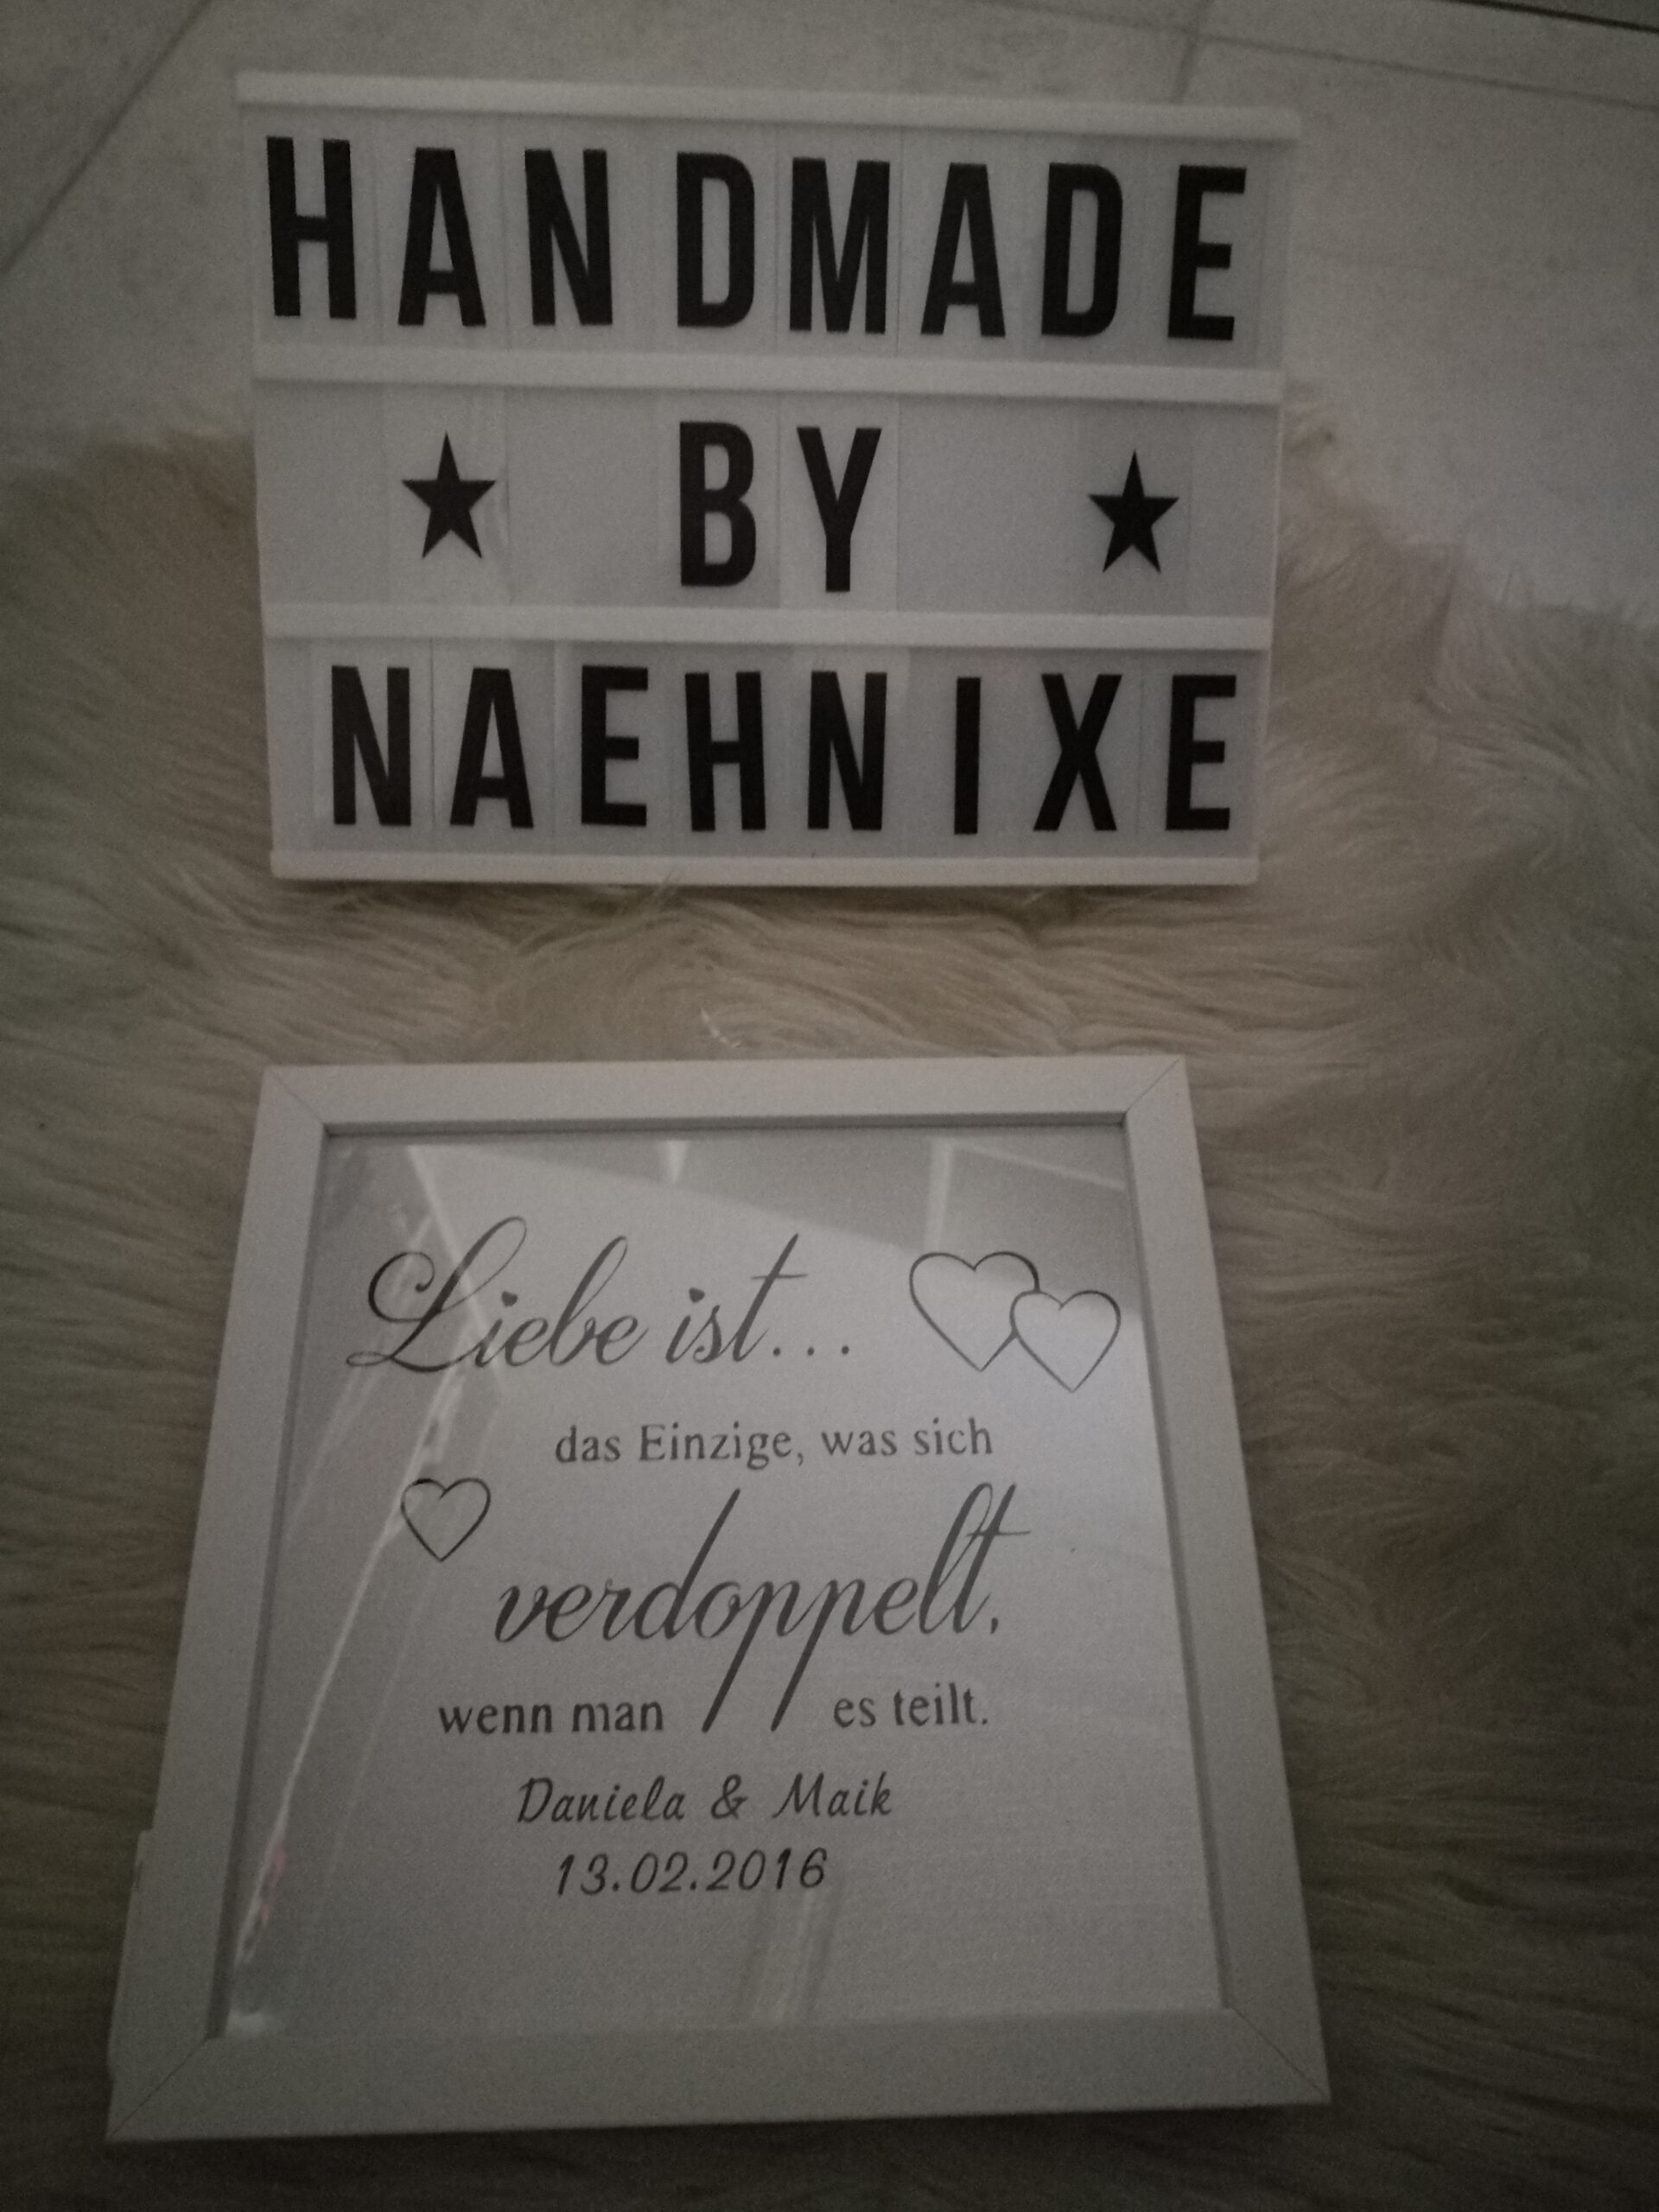 HANDMADE
★ BY ★
NAEHNIXE
Liebe ist...
das Einzige, was sich
verdoppelt,
wenn man es teilt.
Daniela & Maik
13.02.2016